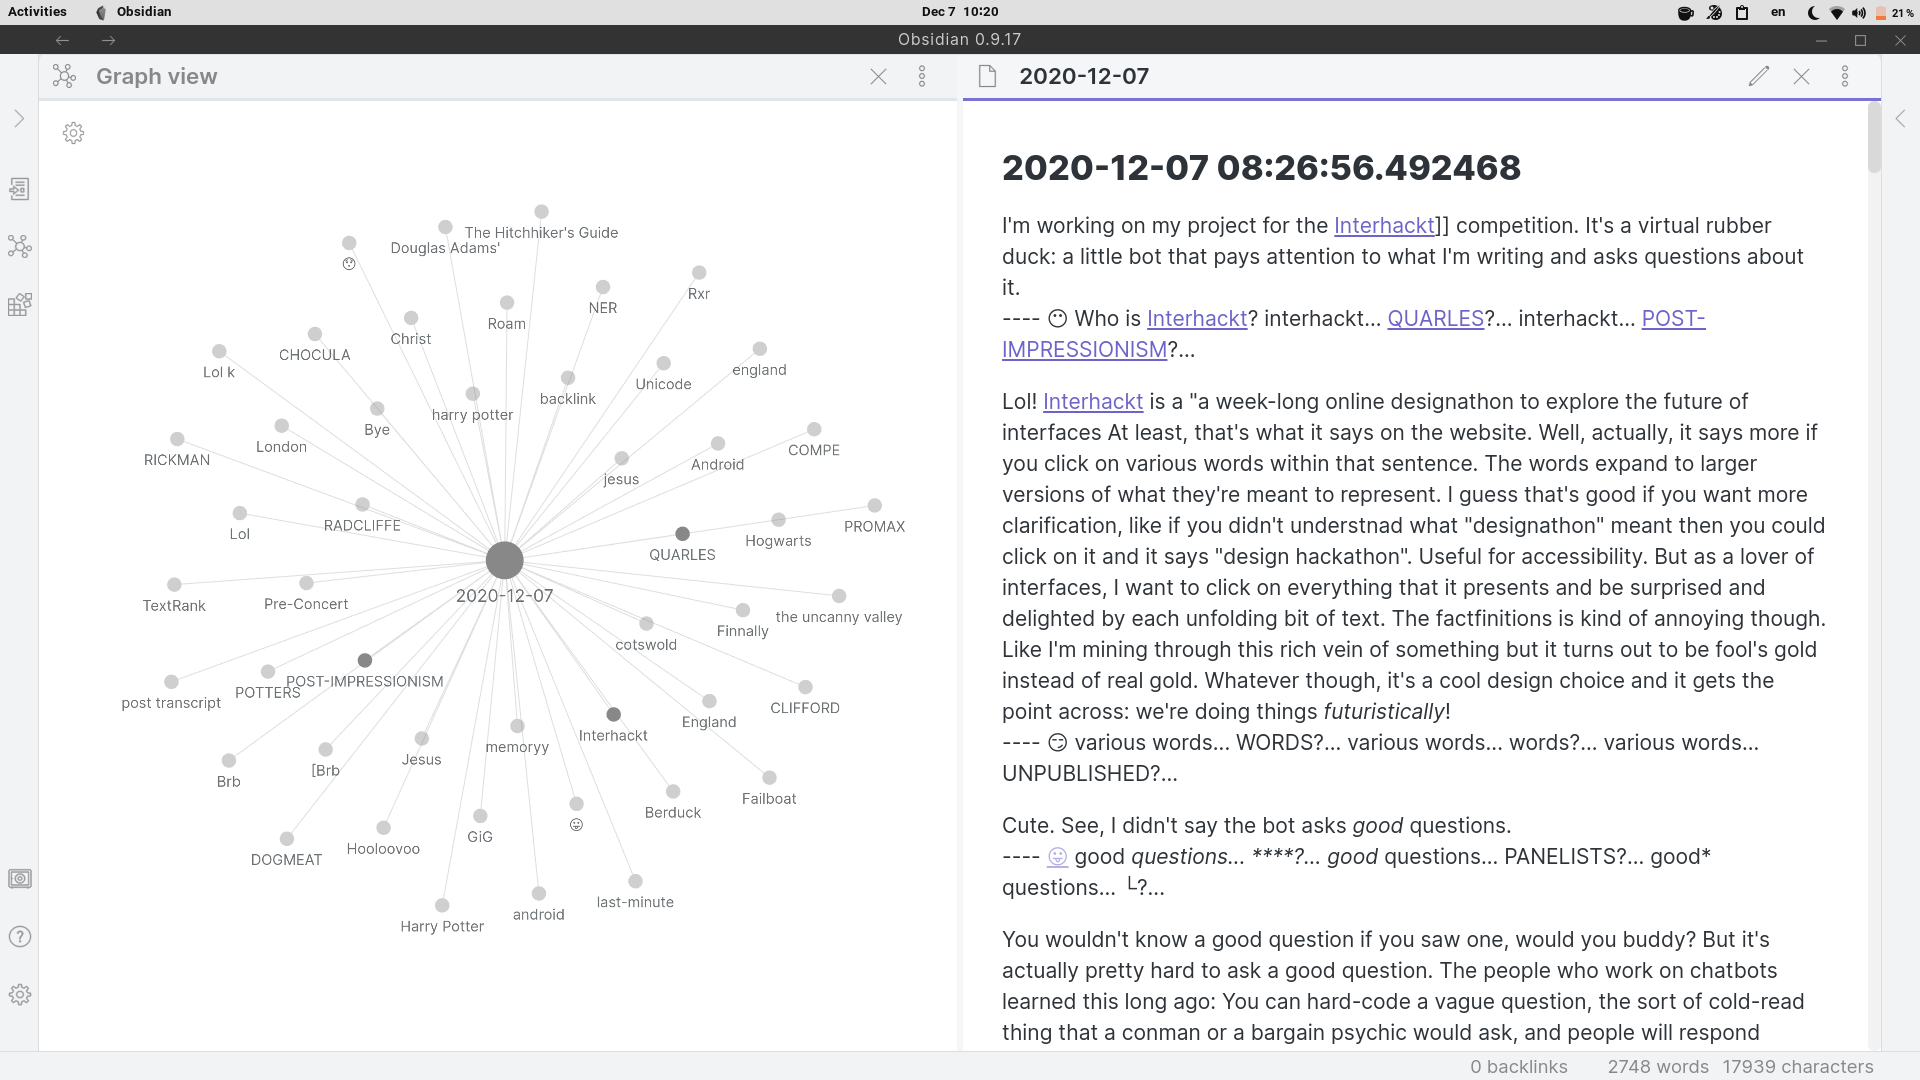 Activities Obsidian Dec 7 10:20 en 21 %
Obsidian 0.9.17
Graph view
The Hitchhiker's Guide
Douglas Adams'
😲
Rxr
NER
Roam
Christ
CHOCULA
england
Lol k
Unicode
backlink
harry potter
Bye
London
COMPE
RICKMAN
Android
jesus
RADCLIFFE
PROMAX
Lol
Hogwarts
QUARLES
2020-12-07
Pre-Concert
TextRank
the uncanny valley
Finnally
cotswold
POST-IMPRESSIONISM
POTTERS
post transcript
CLIFFORD
England
Interhackt
memoryy
Jesus
[Brb
Brb
Failboat
Berduck
😛
GiG
Hooloovoo
DOGMEAT
last-minute
android
Harry Potter
2020-12-07
2020-12-07 08:26:56.492468
I'm working on my project for the Interhackt]] competition. It's a virtual rubber
duck: a little bot that pays attention to what I'm writing and asks questions about
it.
---- 😶 Who is Interhackt? interhackt... QUARLES?... interhackt... POST-
IMPRESSIONISM?...
Lol! Interhackt is a "a week-long online designathon to explore the future of
interfaces At least, that's what it says on the website. Well, actually, it says more if
you click on various words within that sentence. The words expand to larger
versions of what they're meant to represent. I guess that's good if you want more
clarification, like if you didn't understnad what "designathon" meant then you could
click on it and it says "design hackathon". Useful for accessibility. But as a lover of
interfaces, I want to click on everything that it presents and be surprised and
delighted by each unfolding bit of text. The factfinitions is kind of annoying though.
Like I'm mining through this rich vein of something but it turns out to be fool's gold
instead of real gold. Whatever though, it's a cool design choice and it gets the
point across: we're doing things futuristically!
---- 😏 various words... WORDS?... various words... words?... various words...
UNPUBLISHED?...
Cute. See, I didn't say the bot asks good questions.
---- 😛 good questions... ****?... good questions... PANELISTS?... good*
questions... └?...
You wouldn't know a good question if you saw one, would you buddy? But it's
actually pretty hard to ask a good question. The people who work on chatbots
learned this long ago: You can hard-code a vague question, the sort of cold-read
thing that a conman or a bargain psychic would ask, and people will respond
0 backlinks 2748 words 17939 characters